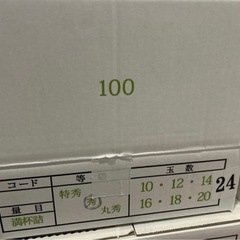 100
コード 等 玉数
特秀 10・12・14 24
量目 秀
満杯詰 丸秀 16・18・20